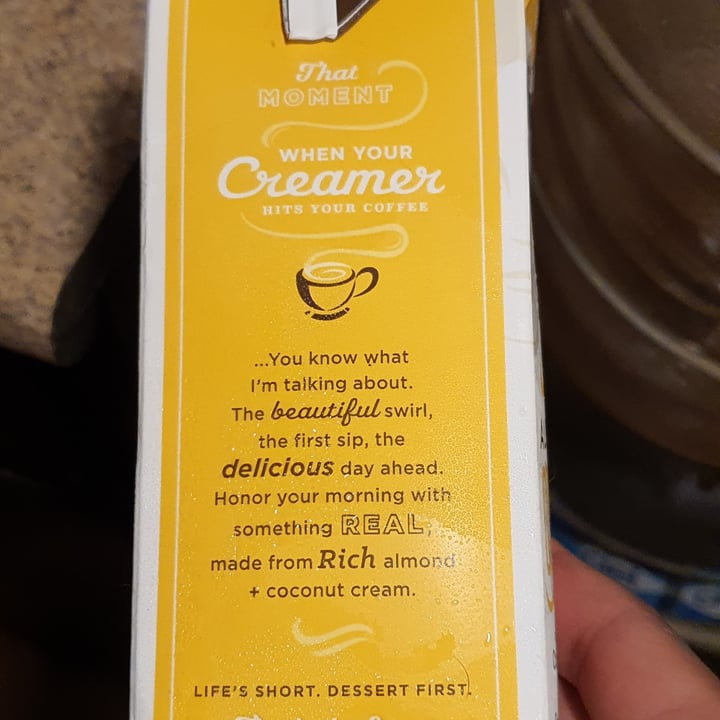 That
MOMENT
WHEN YOUR
Creamer
HITS YOUR COFFEE
...You know what
I'm talking about.
The beautiful swirl,
the first sip, the
delicious day ahead.
Honor your morning with
something REAL,
made from Rich almond
+ coconut cream.
LIFE'S SHORT. DESSERT FIRST.